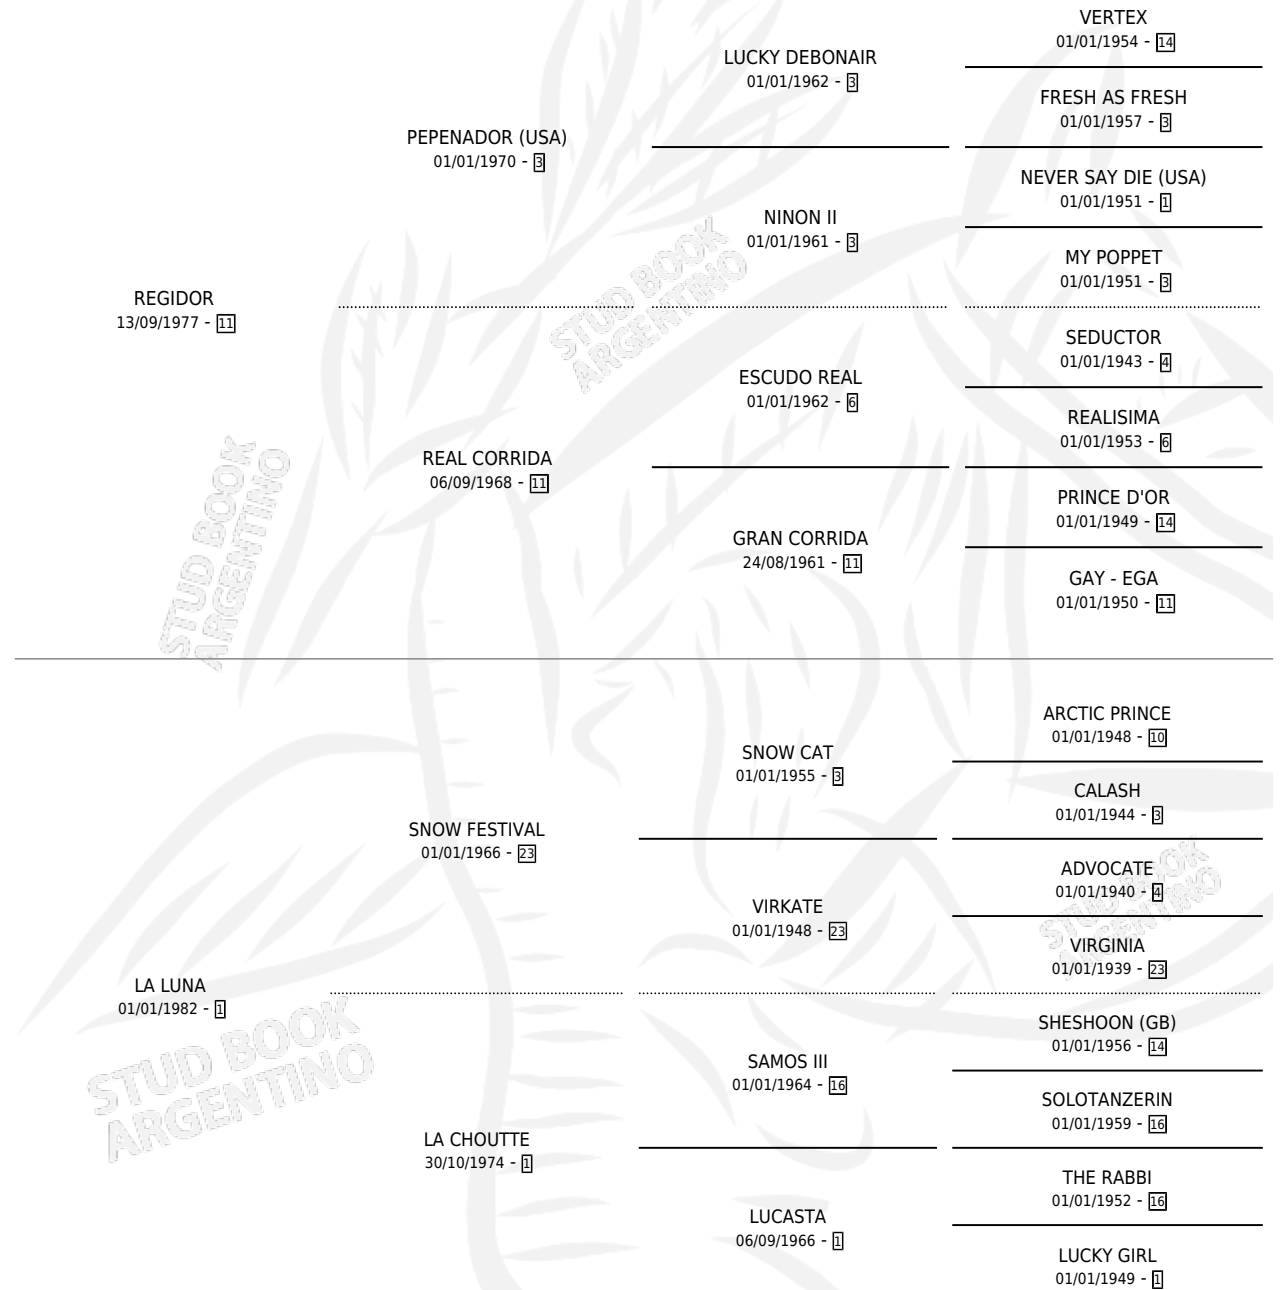 VERTEX
01/01/1954 - 14
LUCKY DEBONAIR
01/01/1962 - 3
FRESH AS FRESH
01/01/1957 - 3
PEPENADOR (USA)
01/01/1970 - 3
NEVER SAY DIE (USA)
01/01/1951 - 1
NINON II
01/01/1961 - 3
MY POPPET
01/01/1951 - 3
REGIDOR
13/09/1977 - 11
SEDUCTOR
01/01/1943 - 4
ESCUDO REAL
01/01/1962 - 6
REALISIMA
01/01/1953 - 6
REAL CORRIDA
06/09/1968 - 11
PRINCE D'OR
01/01/1949 - 14
GRAN CORRIDA
24/08/1961 - 11
GAY - EGA
01/01/1950 - 11
ARCTIC PRINCE
01/01/1948 - 10
SNOW CAT
01/01/1955 - 3
CALASH
01/01/1944 - 3
SNOW FESTIVAL
01/01/1966 - 23
ADVOCATE
01/01/1940 - 4
VIRKATE
01/01/1948 - 23
VIRGINIA
01/01/1939 - 23
LA LUNA
01/01/1982 - 1
SHESHOON (GB)
01/01/1956 - 14
SAMOS III
01/01/1964 - 16
SOLOTANZERIN
01/01/1959 - 16
LA CHOUTTE
30/10/1974 - 1
THE RABBI
01/01/1952 - 16
LUCASTA
06/09/1966 - 1
LUCKY GIRL
01/01/1949 - 1
STUD BOOK
ARGENTINO
STUD BOOK
ARGENTINO
STUD BOOK
ARGENTINO
STUD BOOK
ARGENTINO